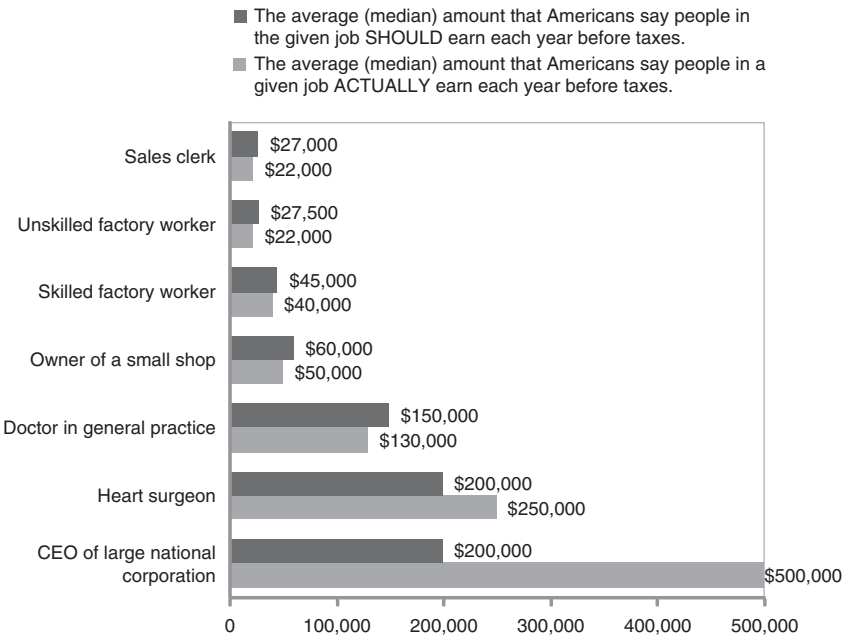 The average (median) amount that Americans say people in
the given job SHOULD earn each year before taxes.
The average (median) amount that Americans say people in a
given job ACTUALLY earn each year before taxes.
Sales clerk
$27,000
$22,000
Unskilled factory worker
$27,500
$22,000
Skilled factory worker
$45,000
$40,000
Owner of a small shop
$60,000
$50,000
Doctor in general practice
$150,000
$130,000
Heart surgeon
$200,000
$250,000
CEO of large national
corporation
$200,000
$500,000
0 100,000 200,000 300,000 400,000 500,000